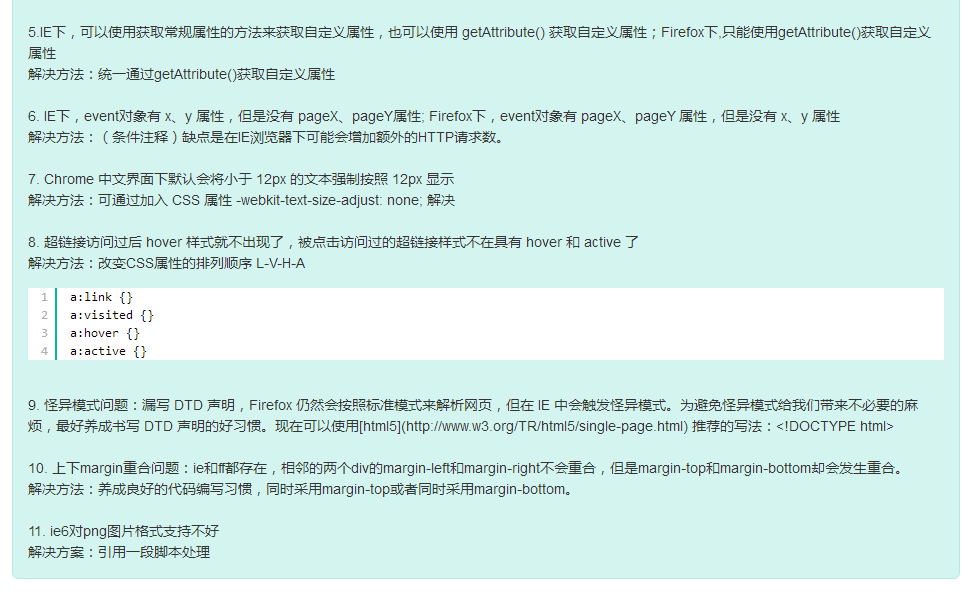 5.IE下，可以使用获取常规属性的方法来获取自定义属性，也可以使用 getAttribute() 获取自定义属性；Firefox下,只能使用getAttribute()获取自定义
属性
解决方法：统一通过getAttribute()获取自定义属性
6. IE下，event对象有 x、y 属性，但是没有 pageX、pageY属性; Firefox下，event对象有 pageX、pageY 属性，但是没有 x、y 属性
解决方法：（条件注释）缺点是在IE浏览器下可能会增加额外的HTTP请求数。
7. Chrome 中文界面下默认会将小于 12px 的文本强制按照 12px 显示
解决方法：可通过加入 CSS 属性 -webkit-text-size-adjust: none; 解决
8. 超链接访问过后 hover 样式就不出现了，被点击访问过的超链接样式不在具有 hover 和 active 了
解决方法：改变CSS属性的排列顺序 L-V-H-A
1 a:link {}
2 a:visited {}
3 a:hover {}
4 a:active {}
9. 怪异模式问题：漏写 DTD 声明，Firefox 仍然会按照标准模式来解析网页，但在 IE 中会触发怪异模式。为避免怪异模式给我们带来不必要的麻
烦，最好养成书写 DTD 声明的好习惯。现在可以使用[html5](http://www.w3.org/TR/html5/single-page.html) 推荐的写法：<!DOCTYPE html>
10. 上下margin重合问题：ie和ff都存在，相邻的两个div的margin-left和margin-right不会重合，但是margin-top和margin-bottom却会发生重合。
解决方法：养成良好的代码编写习惯，同时采用margin-top或者同时采用margin-bottom。
11. ie6对png图片格式支持不好
解决方案：引用一段脚本处理